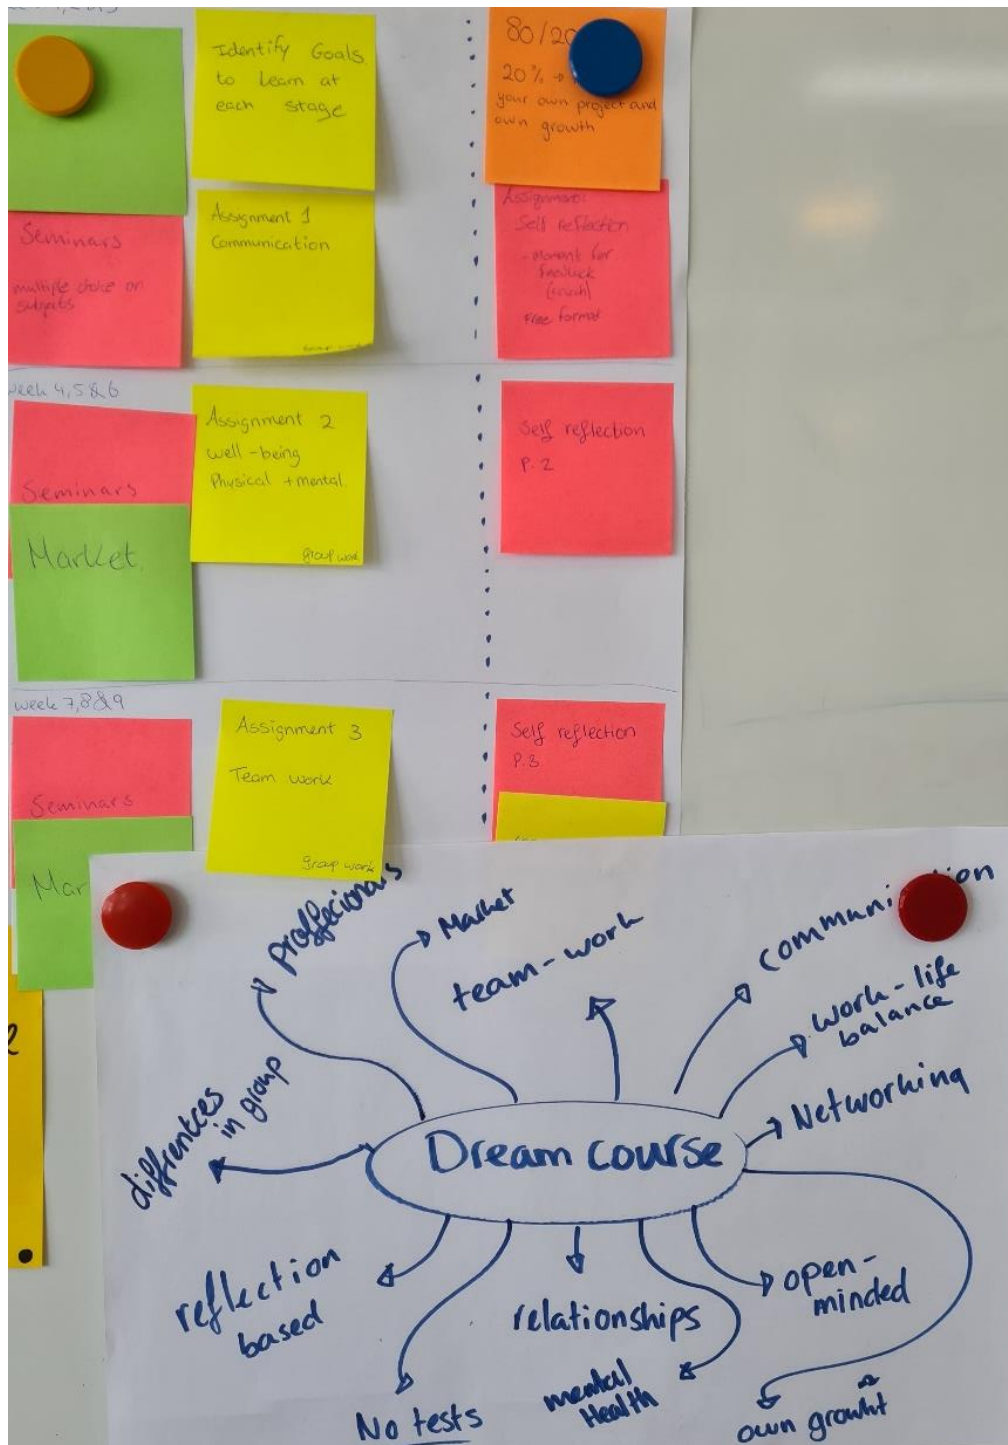 Identify Goals
to learn at
each stage
80/20
20% →
your own project and
own growth
Seminars
multiple choice on
subjects
Assignment 1
Communication
Assignment:
Self reflection
- moment for
feedback
Free format
week 4,5&6
Seminars
Market
Assignment 2
well-being
Physical + mental.
group work
Self reflection
P. 2
week 7,8&9
Seminars
Mar
Assignment 3
Team work
group work
Self reflection
P.3
Dream course
proffecionals
Market
team-work
work-life
balance
Networking
open-
minded
own growht
mental
Health
relationships
No tests
reflection
based
diffrentces
in group